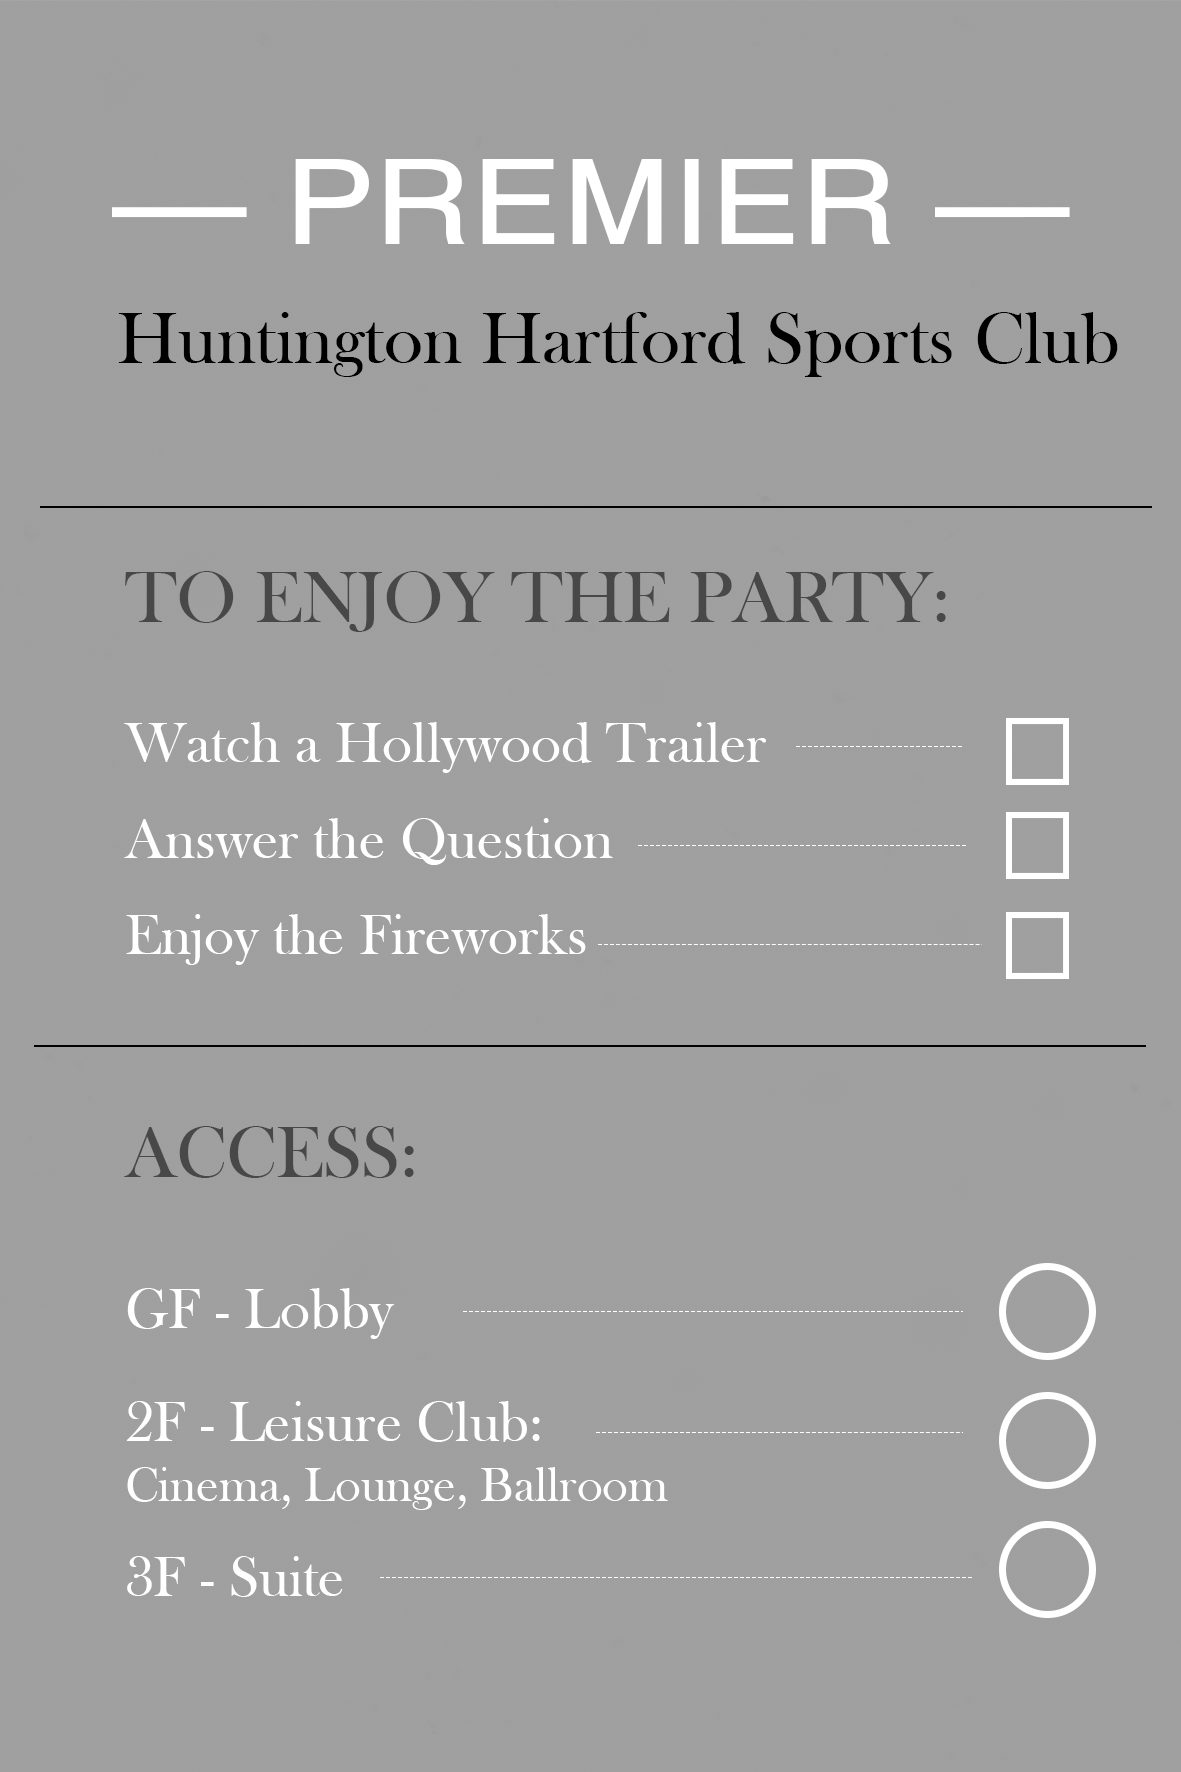 — PREMIER —
Huntington Hartford Sports Club
TO ENJOY THE PARTY:
Watch a Hollywood Trailer
Answer the Question
Enjoy the Fireworks
ACCESS:
GF - Lobby
2F - Leisure Club:
Cinema, Lounge, Ballroom
3F - Suite